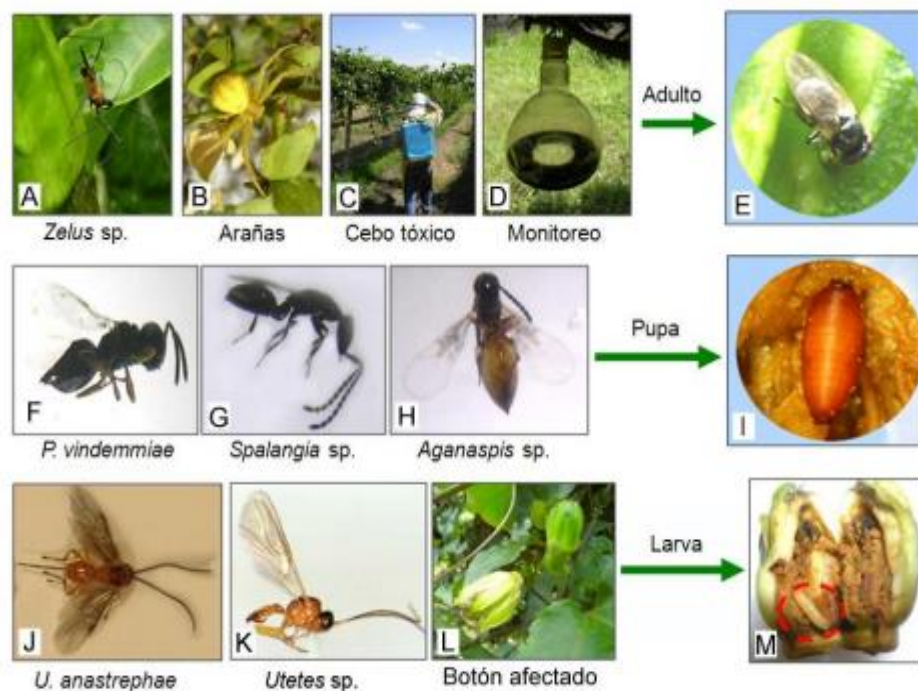 A
B
C
D
Adulto
E
Zelus sp.
Arañas
Cebo tóxico
Monitoreo
F
G
H
Pupa
I
P. vindemmiae
Spalangia sp.
Aganaspis sp.
J
K
L
Larva
M
U. anastrephae
Utetes sp.
Botón afectado